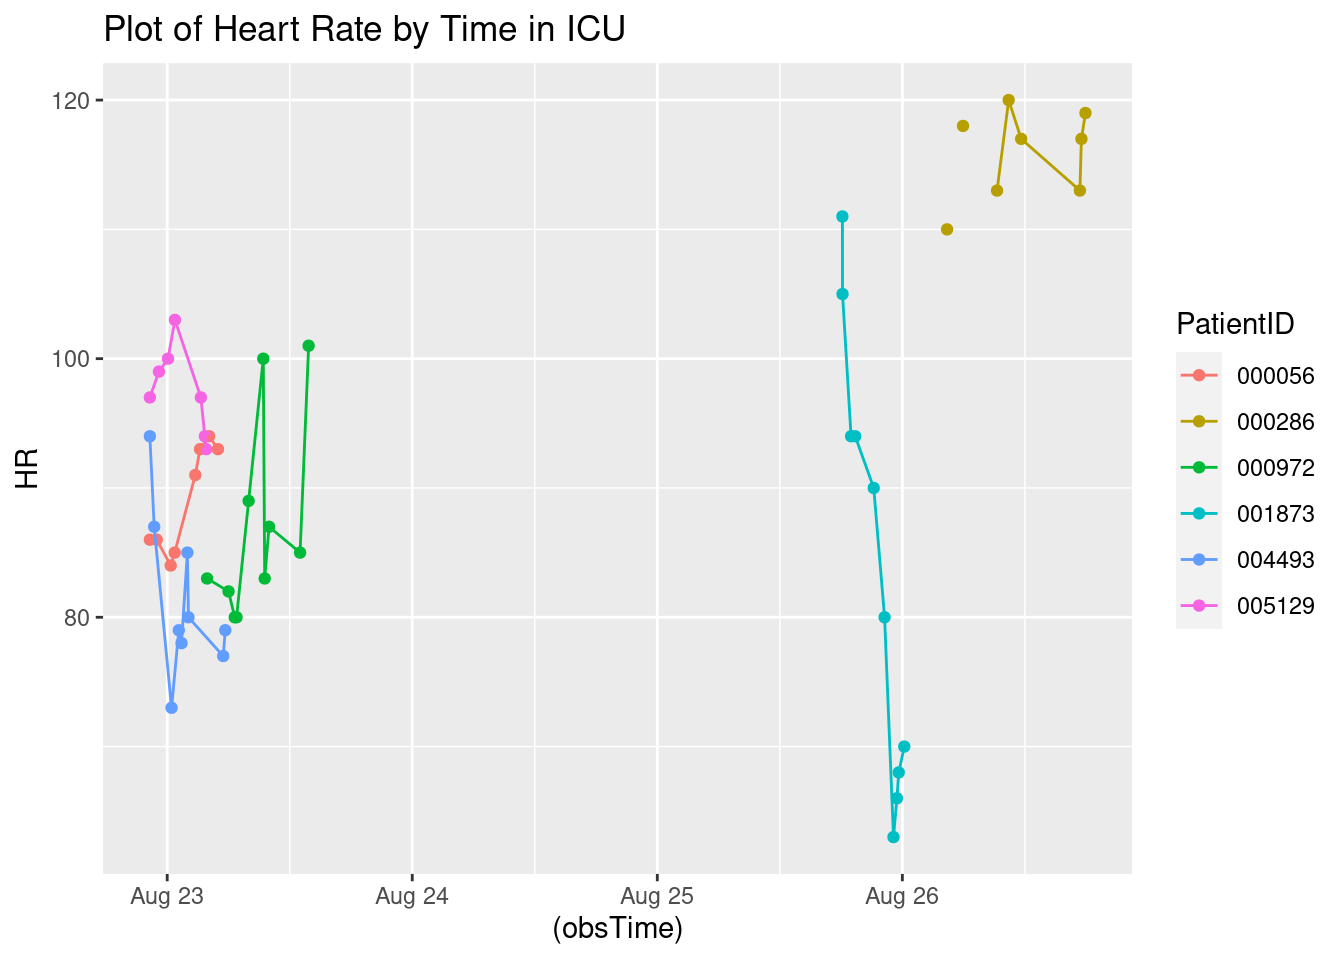 Plot of Heart Rate by Time in ICU
120
100
80
HR
Aug 23 Aug 24 Aug 25 Aug 26
(obsTime)
PatientID
000056
000286
000972
001873
004493
005129